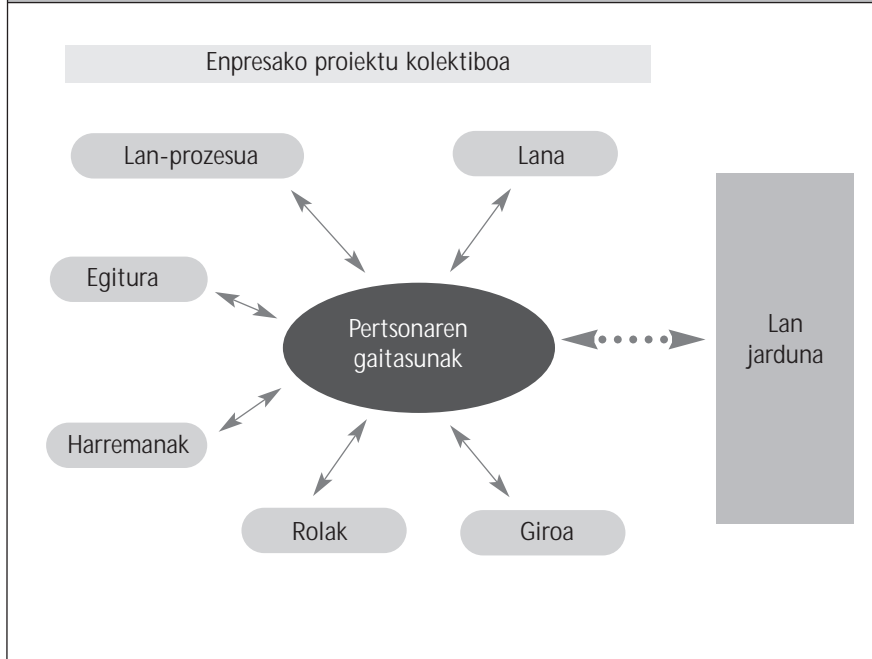 Enpresako proiektu kolektiboa
Lan-prozesua
Lana
Egitura
Pertsonaren
gaitasunak
Lan
jarduna
Harremanak
Rolak
Giroa